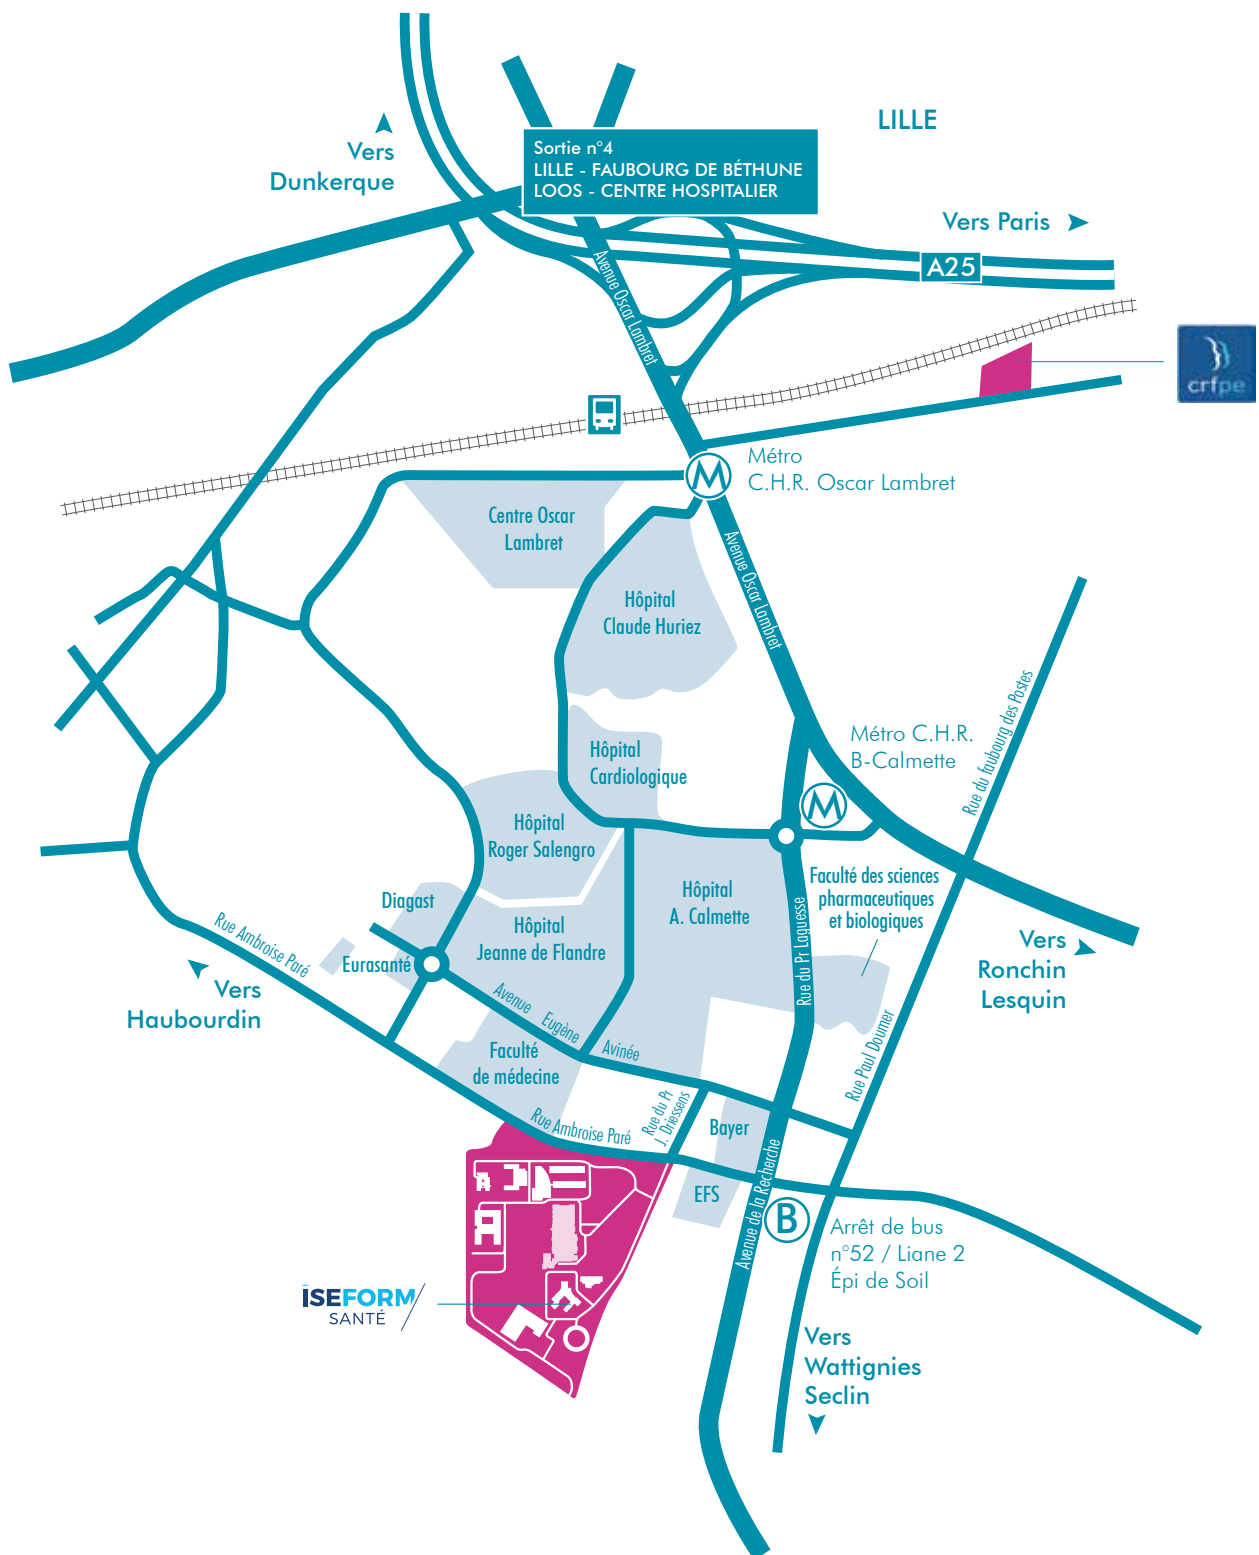 LILLE
Vers
Dunkerque
Sortie n°4
LILLE - FAUBOURG DE BÉTHUNE
LOOS - CENTRE HOSPITALIER
Vers Paris
A25
Avenue Oscar Lambret
crfpe
Métro
C.H.R. Oscar Lambret
M
Centre Oscar
Lambret
Avenue Oscar Lambret
Hôpital
Claude Huriez
Rue du faubourg des Postes
Métro C.H.R.
B-Calmette
M
Hôpital
Cardiologique
Hôpital
Roger Salengro
Faculté des sciences
pharmaceutiques
et biologiques
Hôpital
A. Calmette
Diagast
Rue du Pr Laguesse
Hôpital
Jeanne de Flandre
Rue Ambroise Paré
Eurasanté
Vers
Ronchin
Lesquin
Vers
Haubourdin
Avenue
Eugène
Avinée
Rue Paul Doumer
Faculté
de médecine
Rue du Pr
J. Driessens
Rue Ambroise Paré
Bayer
EFS
Avenue de la Recherche
B
Arrêt de bus
n°52 / Liane 2
Épi de Soil
ISEFORM
SANTÉ
Vers
Wattignies
Seclin